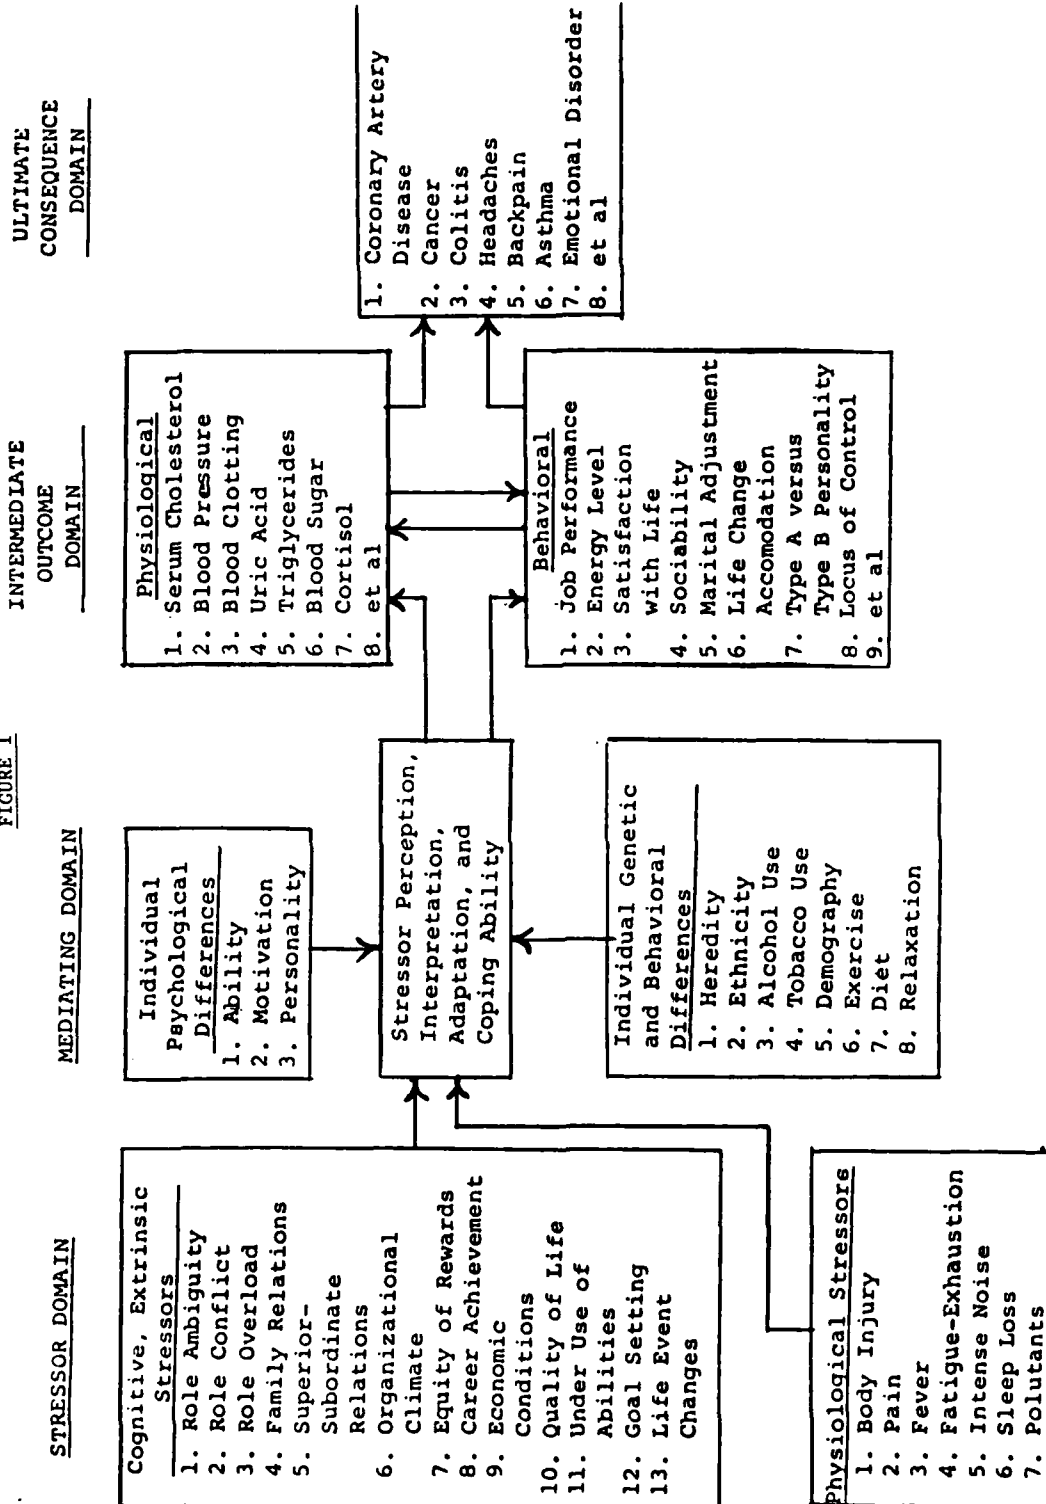 FIGURE 1
STRESSOR DOMAIN
Cognitive, Extrinsic
Stressors
1. Role Ambiguity
2. Role Conflict
3. Role Overload
4. Family Relations
5. Superior-
Subordinate
Relations
6. Organizational
Climate
7. Equity of Rewards
8. Career Achievement
9. Economic
Conditions
10. Quality of Life
11. Under Use of
Abilities
12. Goal Setting
13. Life Event
Changes
Physiological Stressors
1. Body Injury
2. Pain
3. Fever
4. Fatigue-Exhaustion
5. Intense Noise
6. Sleep Loss
7. Polutants
MEDIATING DOMAIN
Individual
Psychological
Differences
1. Ability
2. Motivation
3. Personality
Stressor Perception,
Interpretation,
Adaptation, and
Coping Ability
Individual Genetic
and Behavioral
Differences
1. Heredity
2. Ethnicity
3. Alcohol Use
4. Tobacco Use
5. Demography
6. Exercise
7. Diet
8. Relaxation
INTERMEDIATE
OUTCOME
DOMAIN
Physiological
1. Serum Cholesterol
2. Blood Pressure
3. Blood Clotting
4. Uric Acid
5. Triglycerides
6. Blood Sugar
7. Cortisol
8. et al
Behavioral
1. Job Performance
2. Energy Level
3. Satisfaction
with Life
4. Sociability
5. Marital Adjustment
6. Life Change
Accomodation
7. Type A versus
Type B Personality
8. Locus of Control
9. et al
ULTIMATE
CONSEQUENCE
DOMAIN
1. Coronary Artery
Disease
2. Cancer
3. Colitis
4. Headaches
5. Backpain
6. Asthma
7. Emotional Disorder
8. et al